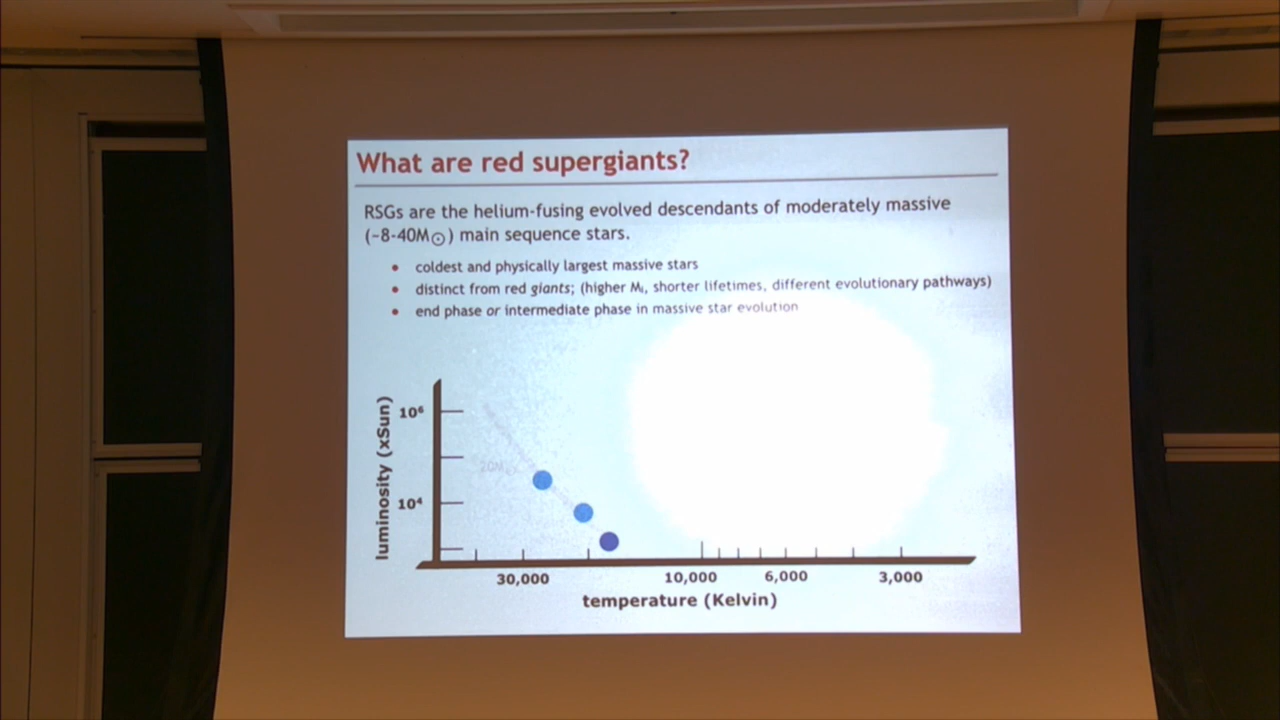 What are red supergiants?
RSGs are the helium-fusing evolved descendants of moderately massive
(~8-40M☉) main sequence stars.
• coldest and physically largest massive stars
• distinct from red giants; (higher Mᵢ, shorter lifetimes, different evolutionary pathways)
• end phase or intermediate phase in massive star evolution
luminosity (xSun)
10⁶
10⁴
30,000
10,000
6,000
3,000
temperature (Kelvin)